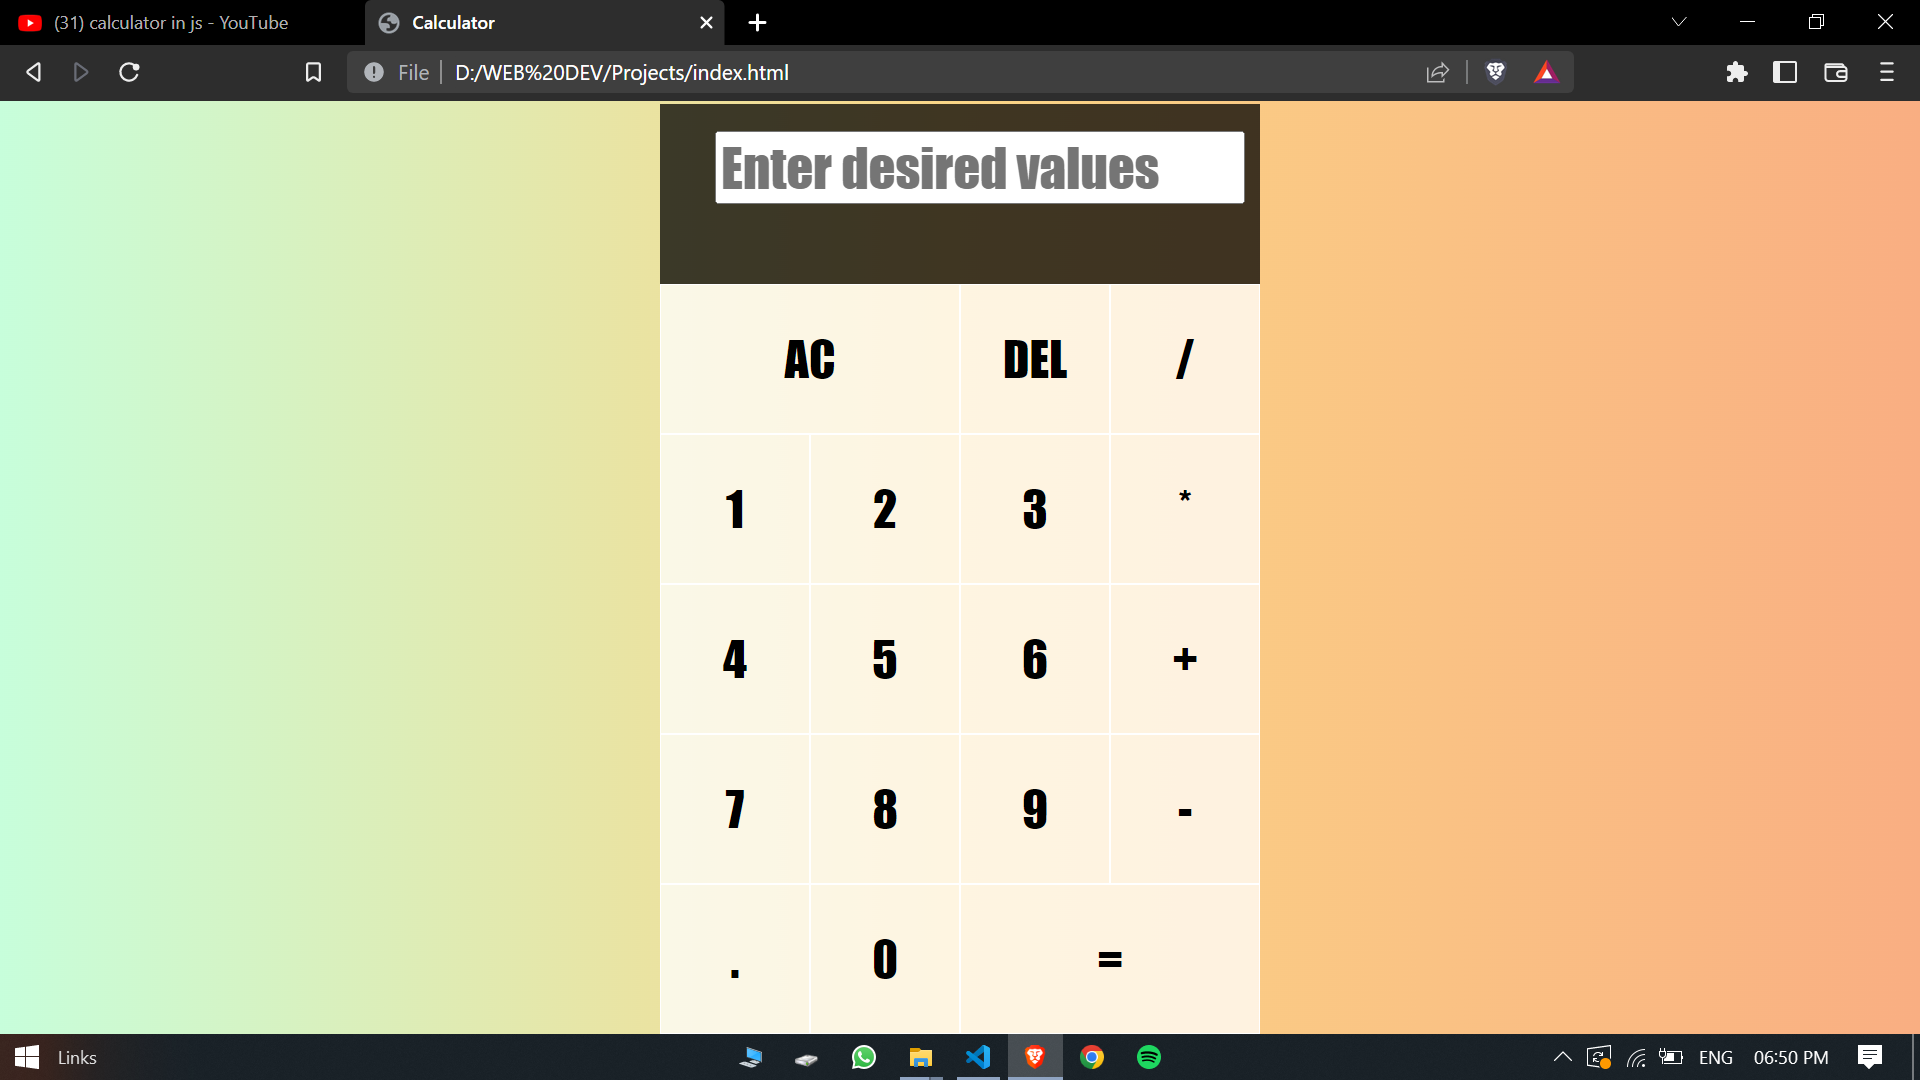 (31) calculator in js - YouTube
Calculator
File
D:/WEB%20DEV/Projects/index.html
Enter desired values
AC DEL /
1 2 3 *
4 5 6 +
7 8 9 -
. 0 =
Links
ENG 06:50 PM